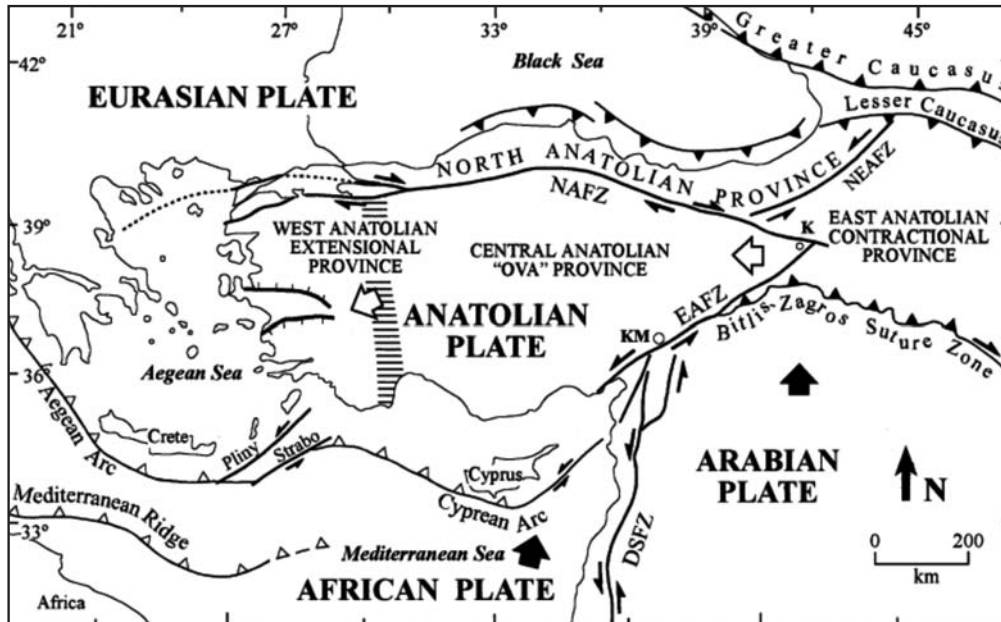 21°
27°
33°
39°
45°
42°
Black Sea
Greater Caucasus
Lesser Caucasus
EURASIAN PLATE
NORTH ANATOLIAN PROVINCE
NEAFZ
NAFZ
39°
WEST ANATOLIAN
EXTENSIONAL
PROVINCE
CENTRAL ANATOLIAN
"OVA" PROVINCE
K
EAST ANATOLIAN
CONTRACTIONAL
PROVINCE
EAFZ
Bitlis-Zagros Suture Zone
ANATOLIAN
PLATE
KM
Aegean Sea
36°
Aegean Arc
Crete
Pliny
Strabo
Cyprus
Cyprean Arc
ARABIAN
PLATE
N
Mediterranean Ridge
33°
Mediterranean Sea
DSFZ
0
200
km
AFRICAN PLATE
Africa